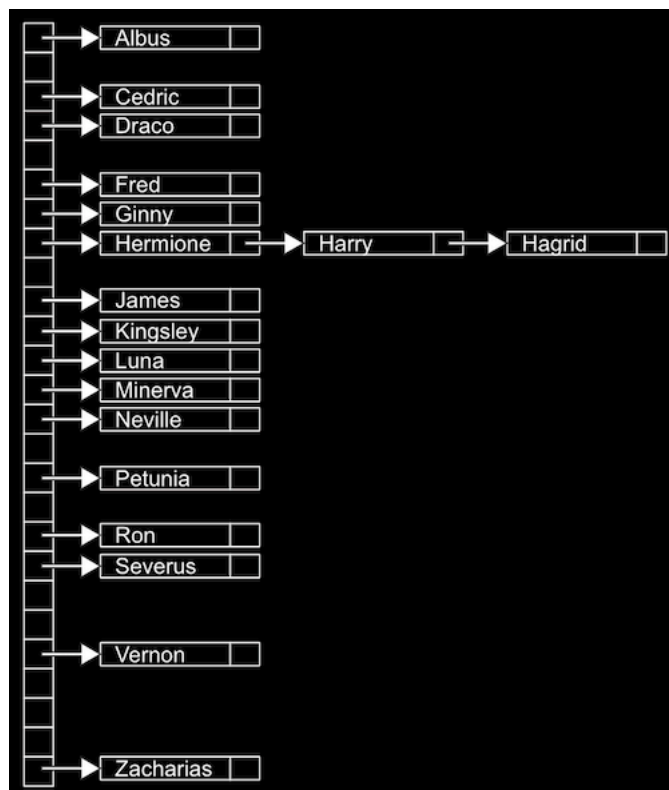 Albus
Cedric
Draco
Fred
Ginny
Hermione Harry Hagrid
James
Kingsley
Luna
Minerva
Neville
Petunia
Ron
Severus
Vernon
Zacharias